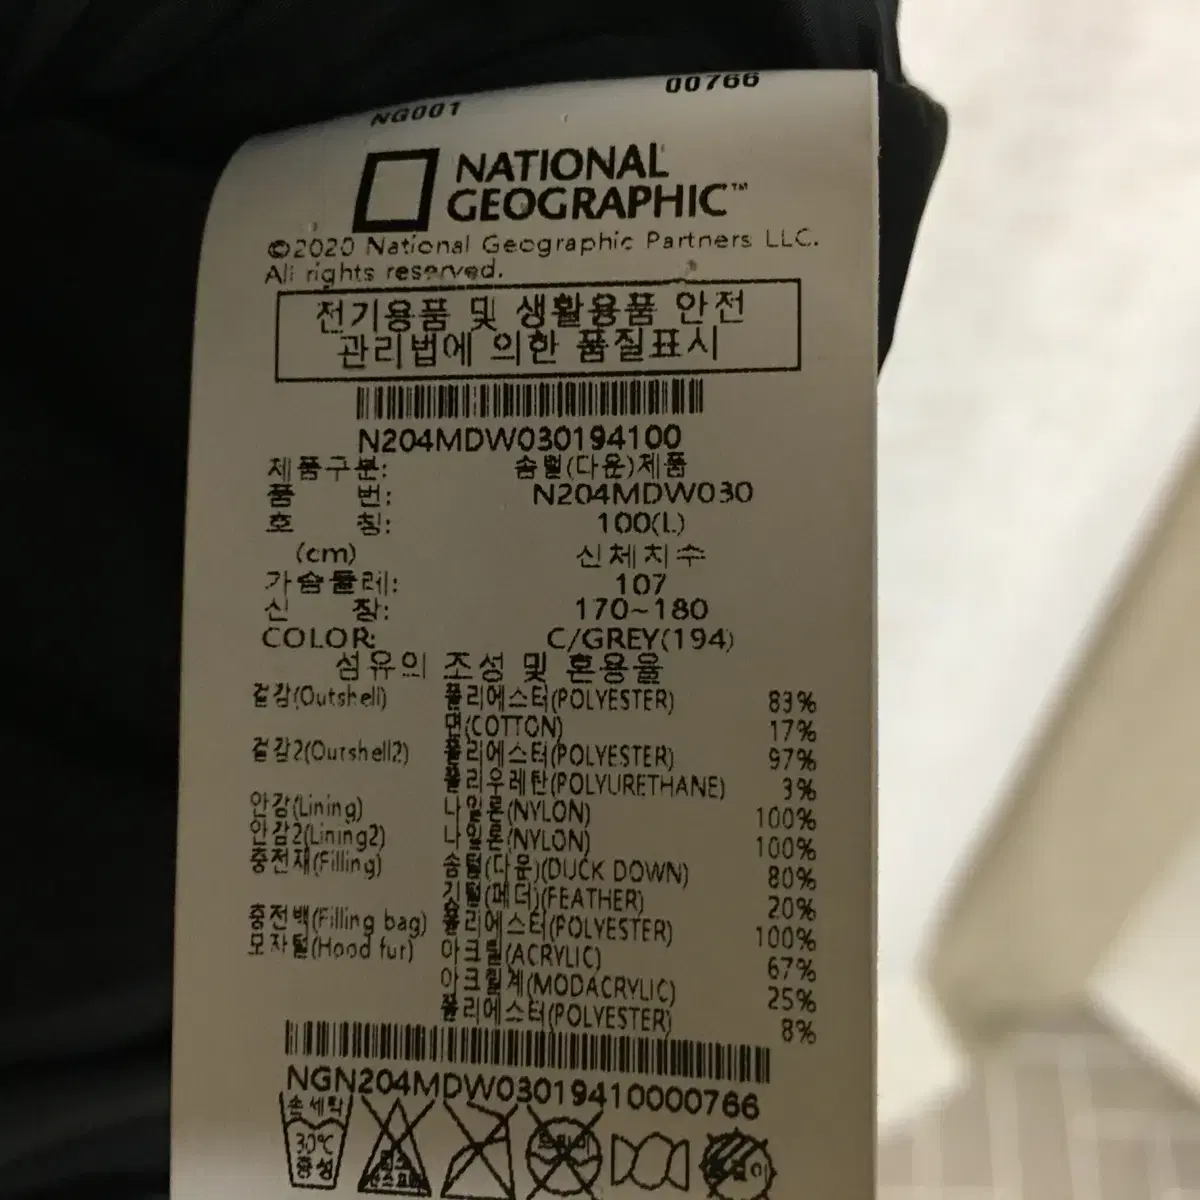 NG001 00766
NATIONAL
GEOGRAPHIC™
©2020 National Geographic Partners LLC.
All rights reserved.
전기용품 및 생활용품 안전
관리법에 의한 품질표시
N204MDW030194100
제품구분: 솜털(다운)제품
품 번: N204MDW030
호 칭: 100(L)
(cm) 신체치수
가슴둘레: 107
신 장: 170~180
COLOR: C/GREY(194)
섬유의 조성 및 혼용율
겉감(Outshell) 폴리에스터(POLYESTER) 83%
면(COTTON) 17%
겉감2(Outshell2) 폴리에스터(POLYESTER) 97%
폴리우레탄(POLYURETHANE) 3%
안감(Lining) 나일론(NYLON) 100%
안감2(Lining2) 나일론(NYLON) 100%
충전재(Filling) 솜털(다운)(DUCK DOWN) 80%
깃털(페더)(FEATHER) 20%
충전백(Filling bag) 폴리에스터(POLYESTER) 100%
모자털(Hood fur) 아크릴(ACRYLIC) 67%
아크릴계(MODACRYLIC) 25%
폴리에스터(POLYESTER) 8%
NGN204MDW03019410000766
손세탁
30℃
중성